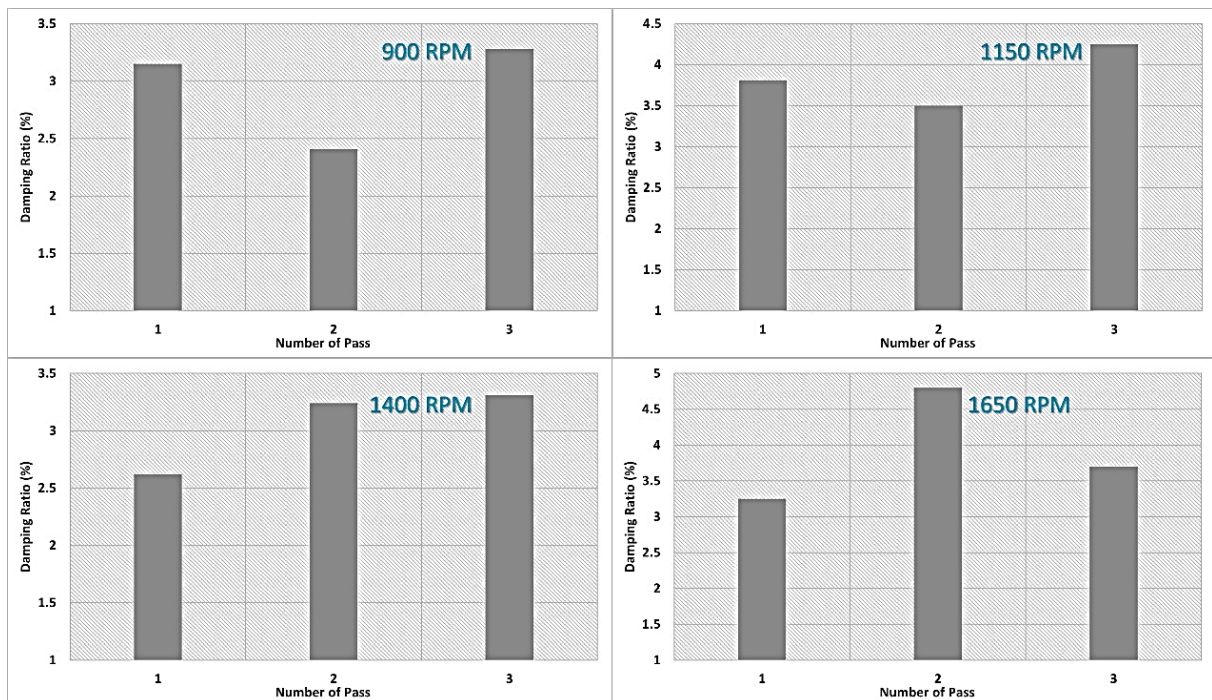 900 RPM
Damping Ratio (%)
3.5
3
2.5
2
1.5
1
1 2 3
Number of Pass
1150 RPM
Damping Ratio (%)
4.5
4
3.5
3
2.5
2
1.5
1
1 2 3
Number of Pass
1400 RPM
Damping Ratio (%)
3.5
3
2.5
2
1.5
1
1 2 3
Number of Pass
1650 RPM
Damping Ratio (%)
5
4.5
4
3.5
3
2.5
2
1.5
1
1 2 3
Number of Pass